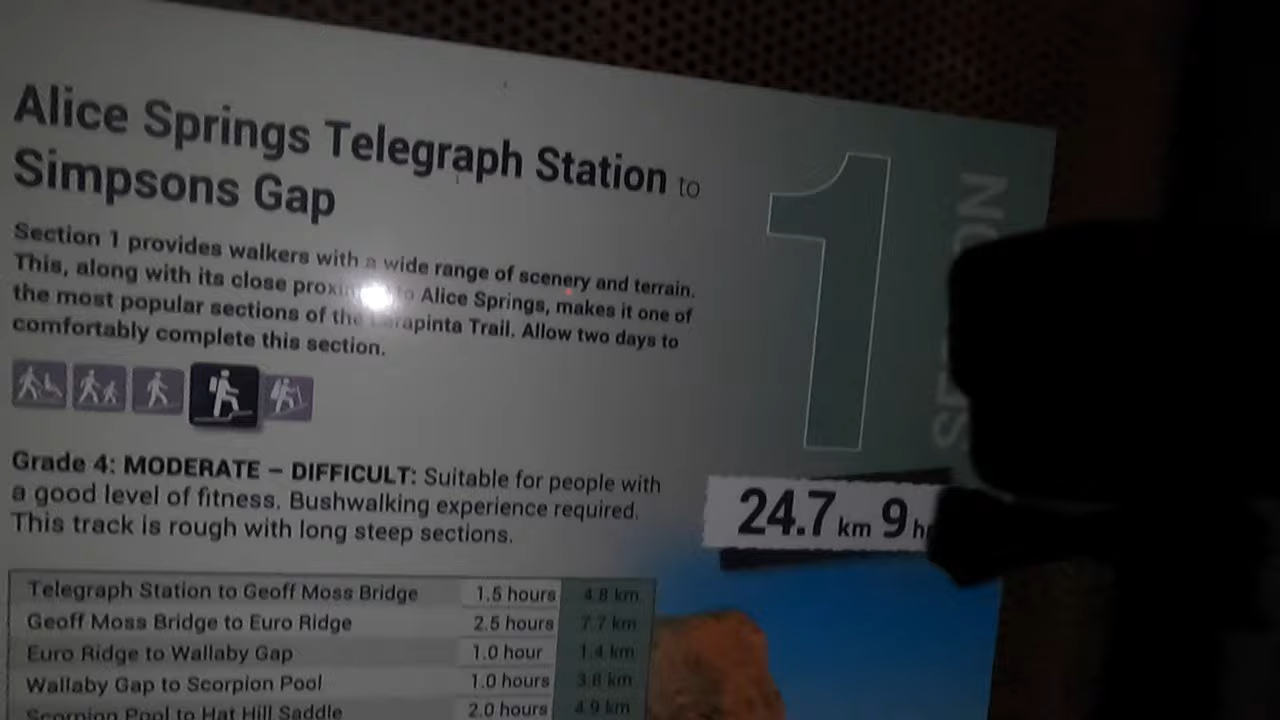 Alice Springs Telegraph Station to
Simpsons Gap
1
Section 1 provides walkers with a wide range of scenery and terrain.
This, along with its close to Alice Springs, makes it one of
the most popular sections of the Larapinta Trail. Allow two days to
comfortably complete this section.
Grade 4: MODERATE – DIFFICULT: Suitable for people with
a good level of fitness. Bushwalking experience required.
This track is rough with long steep sections.
24.7 km 9
Telegraph Station to Geoff Moss Bridge 1.5 hours 4.8 km
Geoff Moss Bridge to Euro Ridge 2.5 hours 7.7 km
Euro Ridge to Wallaby Gap 1.0 hour 1.4 km
Wallaby Gap to Scorpion Pool 1.0 hours 3.8 km
Scorpion Pool to Hat Hill Saddle 2.0 hours 4.9 km